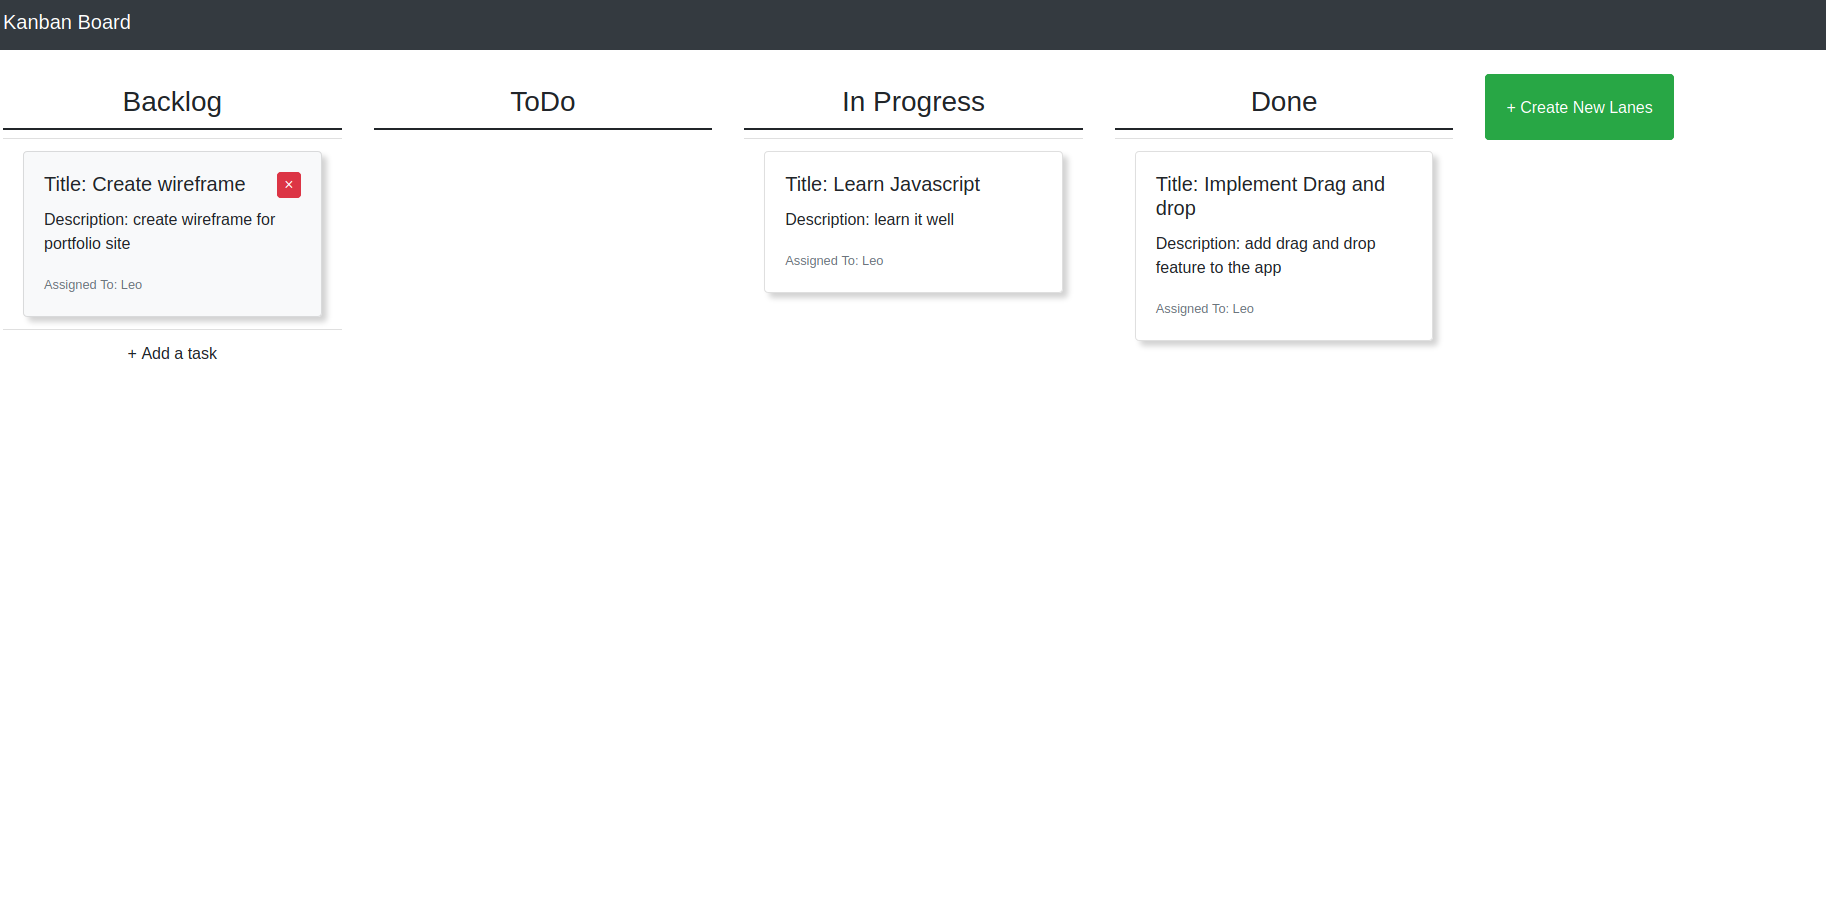 Kanban Board
Backlog
Title: Create wireframe ×
Description: create wireframe for
portfolio site
Assigned To: Leo
+ Add a task
ToDo
In Progress
Title: Learn Javascript
Description: learn it well
Assigned To: Leo
Done
Title: Implement Drag and
drop
Description: add drag and drop
feature to the app
Assigned To: Leo
+ Create New Lanes